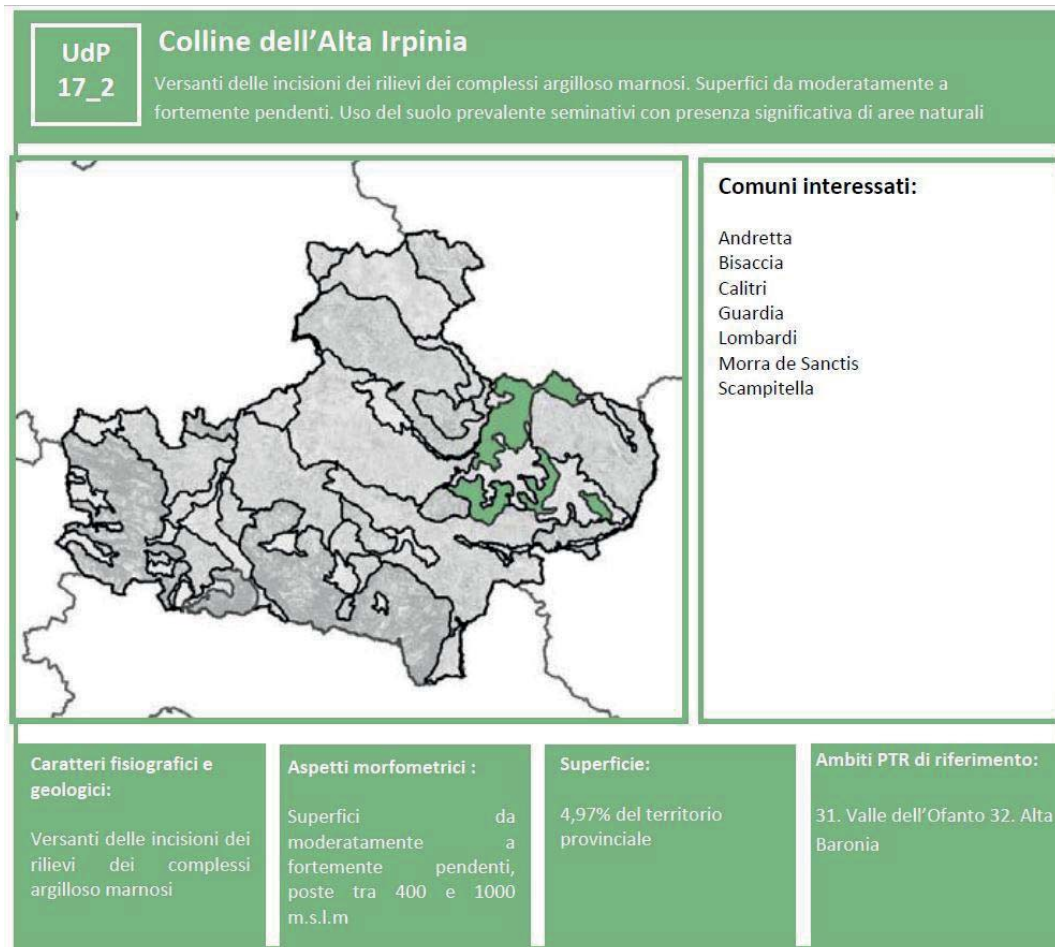 UdP
17_2
Colline dell'Alta Irpinia
Versanti delle incisioni dei rilievi dei complessi argilloso marnosi. Superfici da moderatamente a
fortemente pendenti. Uso del suolo prevalente seminativi con presenza significativa di aree naturali
Comuni interessati:
Andretta
Bisaccia
Calitri
Guardia
Lombardi
Morra de Sanctis
Scampitella
Caratteri fisiografici e
geologici:
Versanti delle incisioni dei
rilievi dei complessi
argilloso marnosi
Aspetti morfometrici :
Superfici da
moderatamente a
fortemente pendenti,
poste tra 400 e 1000
m.s.l.m
Superficie:
4,97% del territorio
provinciale
Ambiti PTR di riferimento:
31. Valle dell'Ofanto 32. Alta
Baronia